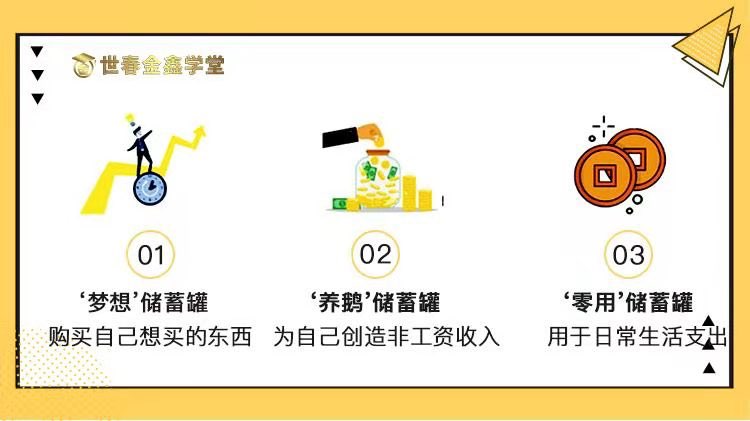 世春金鑫学堂
01
‘梦想’储蓄罐
购买自己想买的东西
02
‘养鹅’储蓄罐
为自己创造非工资收入
03
‘零用’储蓄罐
用于日常生活支出